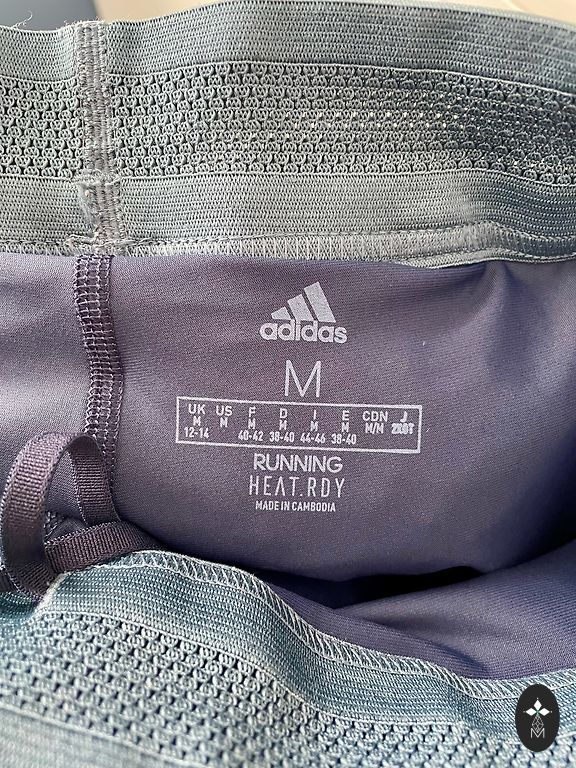 adidas
M
UK US F D I E CDN J
M M M M M M M/M 2XOT
12-14 40-42 38-40 44-46 38-40
RUNNING
HEAT.RDY
MADE IN CAMBODIA
M